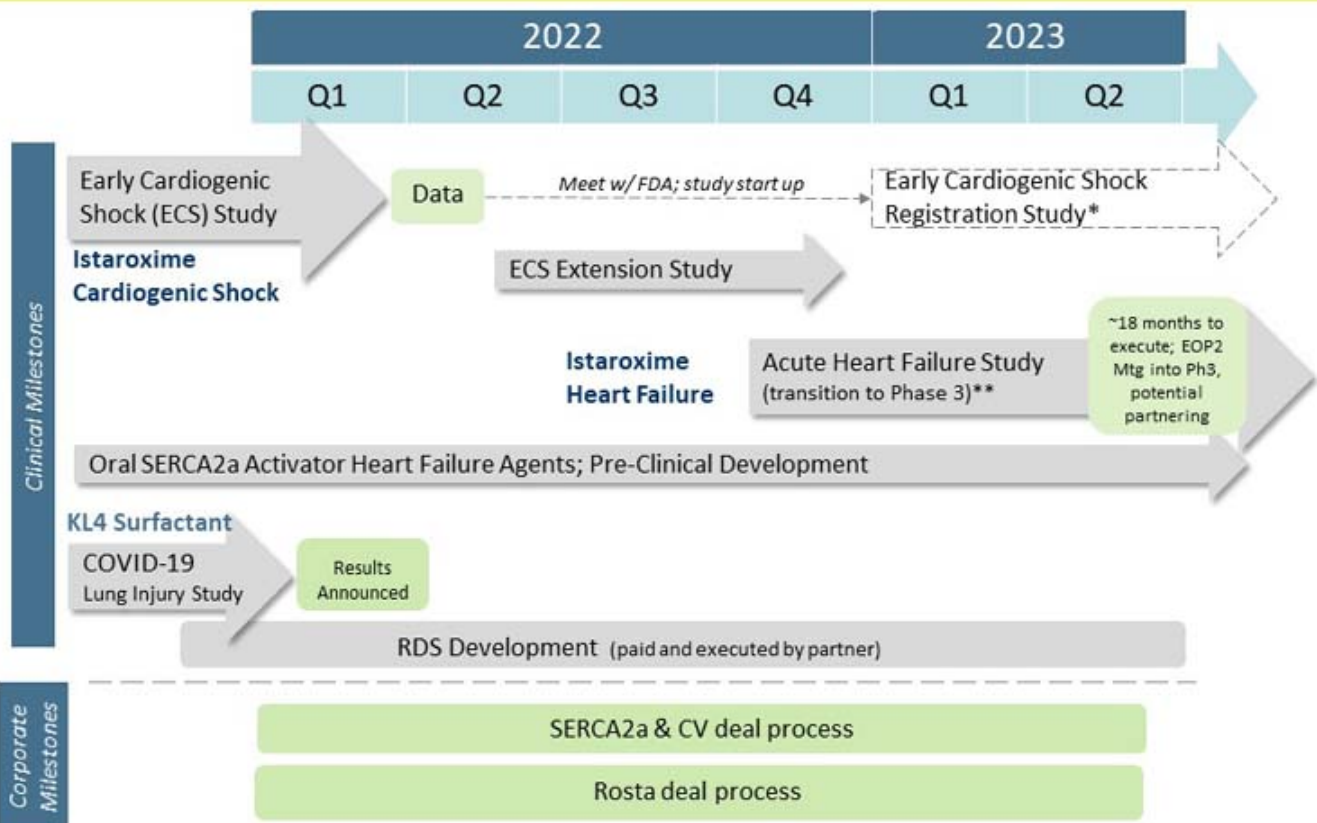 2022
2023
Q1
Q2
Q3
Q4
Q1
Q2
Clinical Milestones
Early Cardiogenic
Shock (ECS) Study
Data
Meet w/ FDA; study start up
Early Cardiogenic Shock
Registration Study*
Istaroxime
Cardiogenic Shock
ECS Extension Study
Istaroxime
Heart Failure
Acute Heart Failure Study
(transition to Phase 3)**
~18 months to
execute; EOP2
Mtg into Ph3,
potential
partnering
Oral SERCA2a Activator Heart Failure Agents; Pre-Clinical Development
KL4 Surfactant
COVID-19
Lung Injury Study
Results
Announced
RDS Development (paid and executed by partner)
Corporate
Milestones
SERCA2a & CV deal process
Rosta deal process